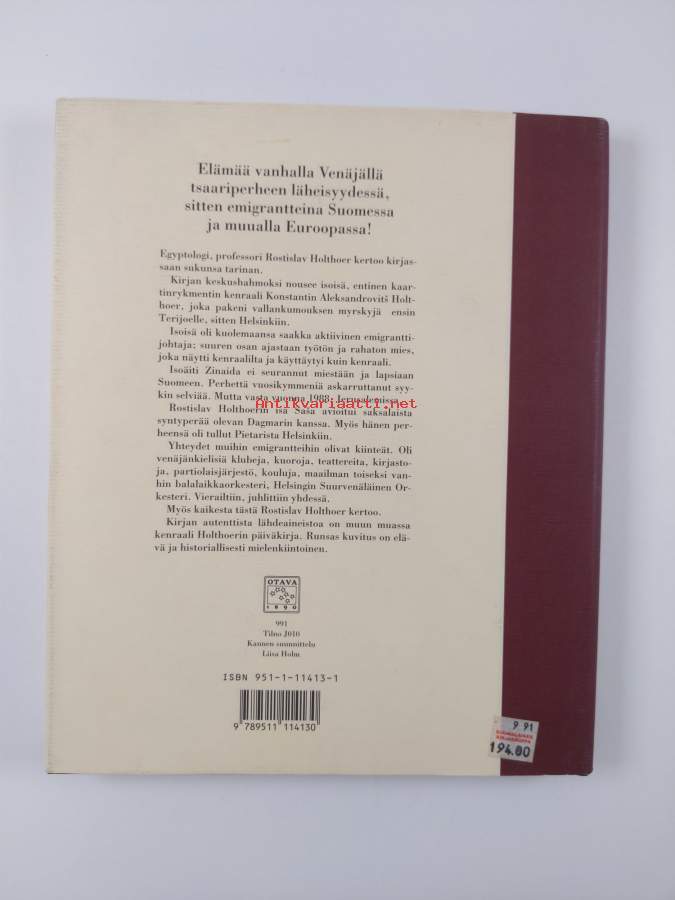 Elämää vanhalla Venäjällä
tsaariperheen läheisyydessä,
sitten emigrantteina Suomessa
ja muualla Euroopassa!
Egyptologi, professori Rostislav Holthoer kertoo kirjas-
saan sukunsa tarinan.
Kirjan keskushahmoksi nousee isoisä, entinen kaar-
tinrykmentin kenraali Konstantin Aleksandrovitš Holt-
hoer, joka pakeni vallankumouksen myrskyjä ensin
Terijoelle, sitten Helsinkiin.
Isoisä oli kuolemaansa saakka aktiivinen emigrantti-
johtaja; suuren osan ajastaan työtön ja rahaton mies,
joka näytti kenraalilta ja käyttäytyi kuin kenraali.
Isoäiti Zinaida ei seurannut miestään ja lapsiaan
Suomeen. Perhettä vuosikymmeniä askarruttanut syy-
kin selviää. Mutta vasta vuonna 1988: Jerusalemissa.
Antikvariaatti.net
Rostislav Holthoerin isä Saša avioitui saksalaista
syntyperää olevan Dagmarin kanssa. Myös hänen per-
heensä oli tullut Pietarista Helsinkiin.
Yhteydet muihin emigrantteihin olivat kiinteät. Oli
venäjänkielisiä klubeja, kuoroja, teattereita, kirjasto-
ja, partiolaisjärjestö, kouluja, maailman toiseksi van-
hin balalaikkaorkesteri, Helsingin Suurvenäläinen Or-
kesteri. Vierailtiin, juhlittiin yhdessä.
Myös kaikesta tästä Rostislav Holthoer kertoo.
Kirjan autenttista lähdeaineistoa on muun muassa
kenraali Holthoerin päiväkirja. Runsas kuvitus on elä-
vä ja historiallisesti mielenkiintoinen.
OTAVA
1890
991
Tilno J010
Kannen suunnittelu
Liisa Holm
ISBN 951-1-11413-1
9 789511 114130
9 91
SUOMALAINEN
KIRJAKAUPPA
194.00